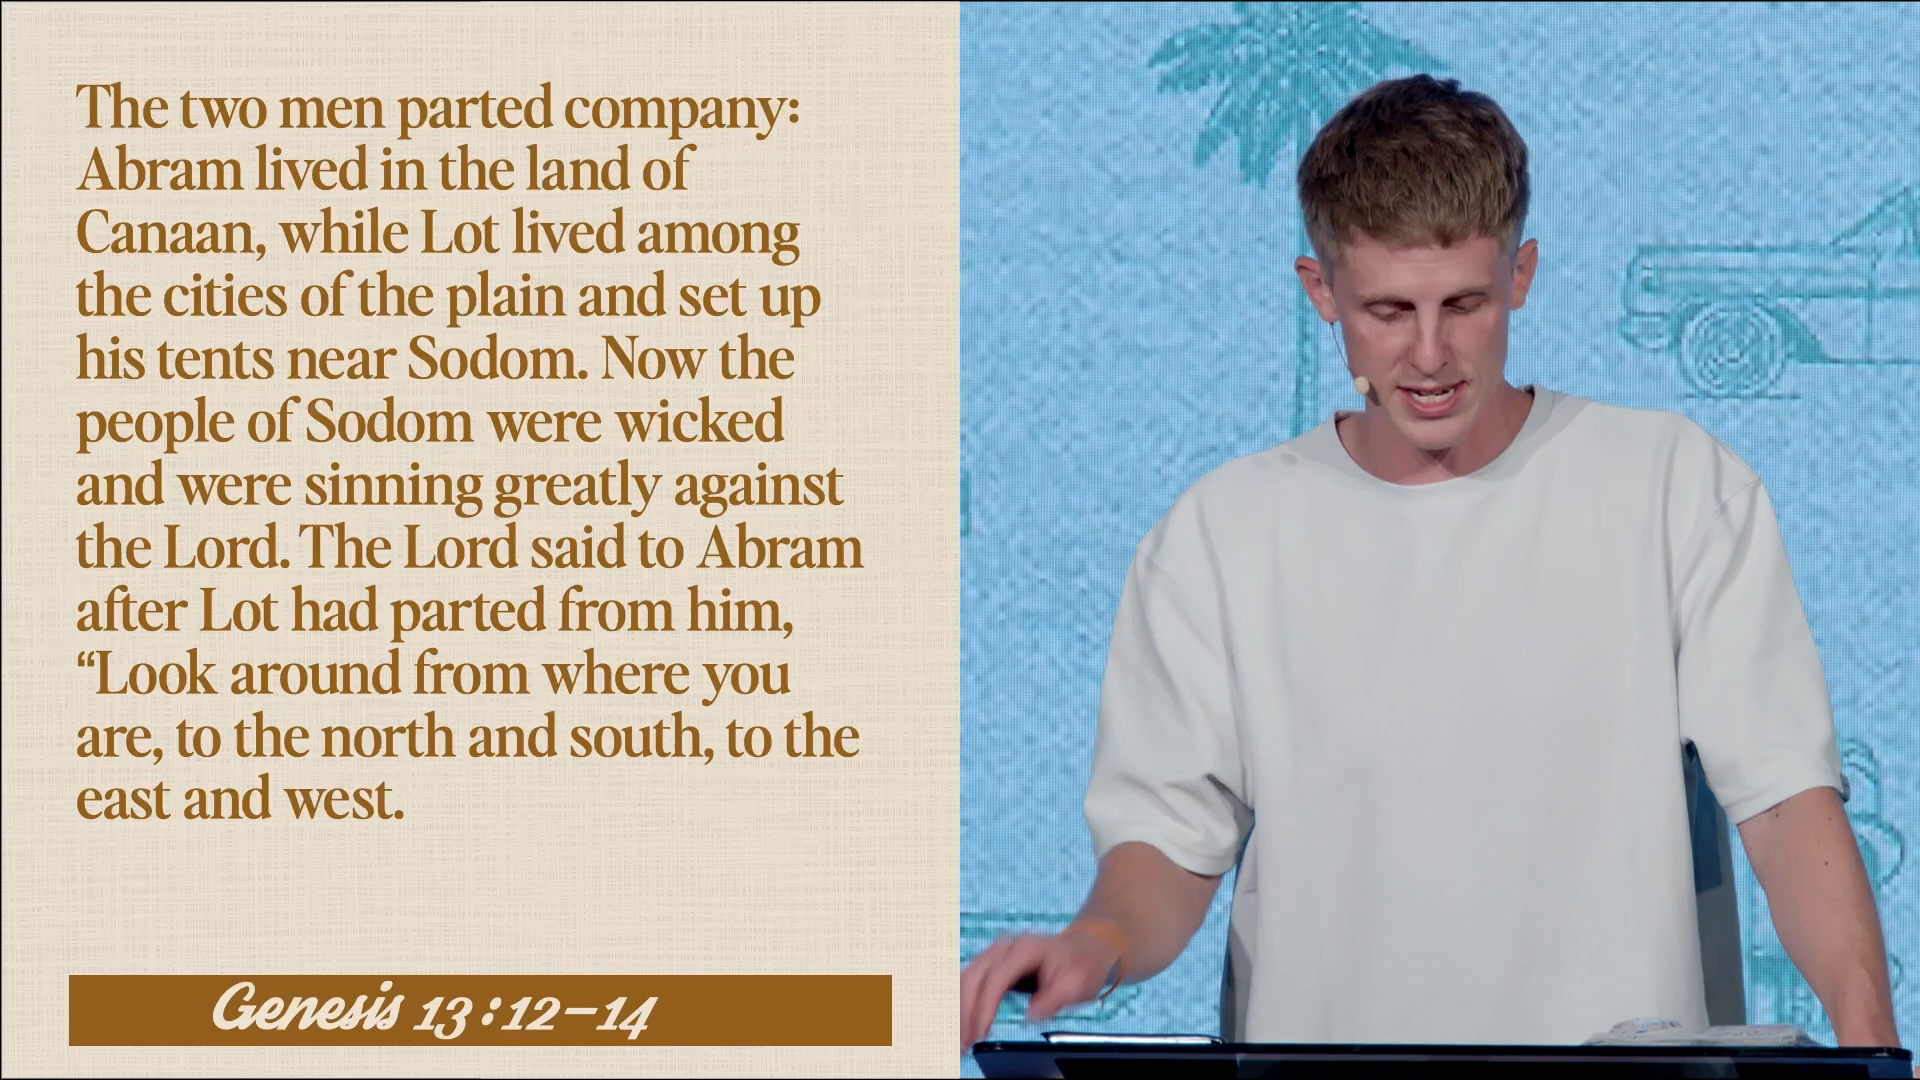 The two men parted company:
Abram lived in the land of
Canaan, while Lot lived among
the cities of the plain and set up
his tents near Sodom. Now the
people of Sodom were wicked
and were sinning greatly against
the Lord. The Lord said to Abram
after Lot had parted from him,
“Look around from where you
are, to the north and south, to the
east and west.
Genesis 13:12–14